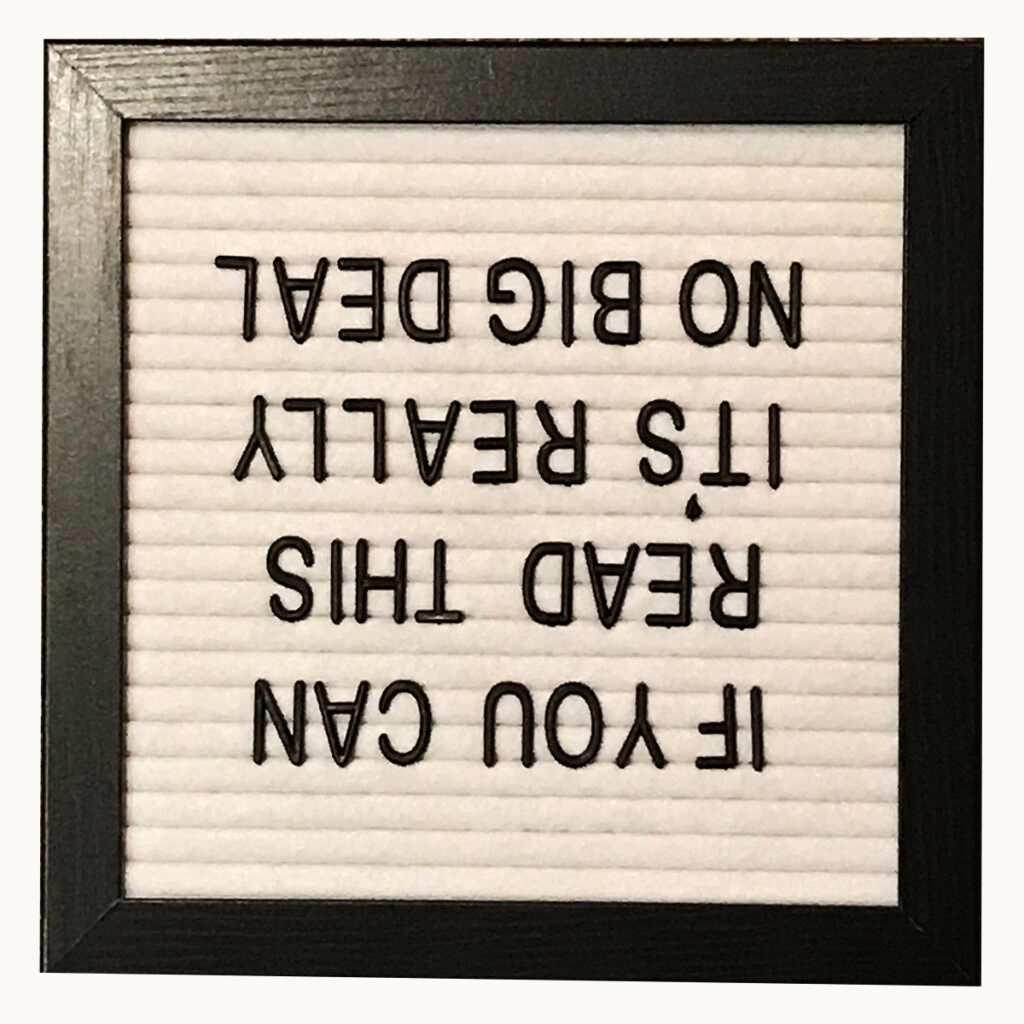 IF YOU CAN
READ THIS
IT'S REALLY
NO BIG DEAL